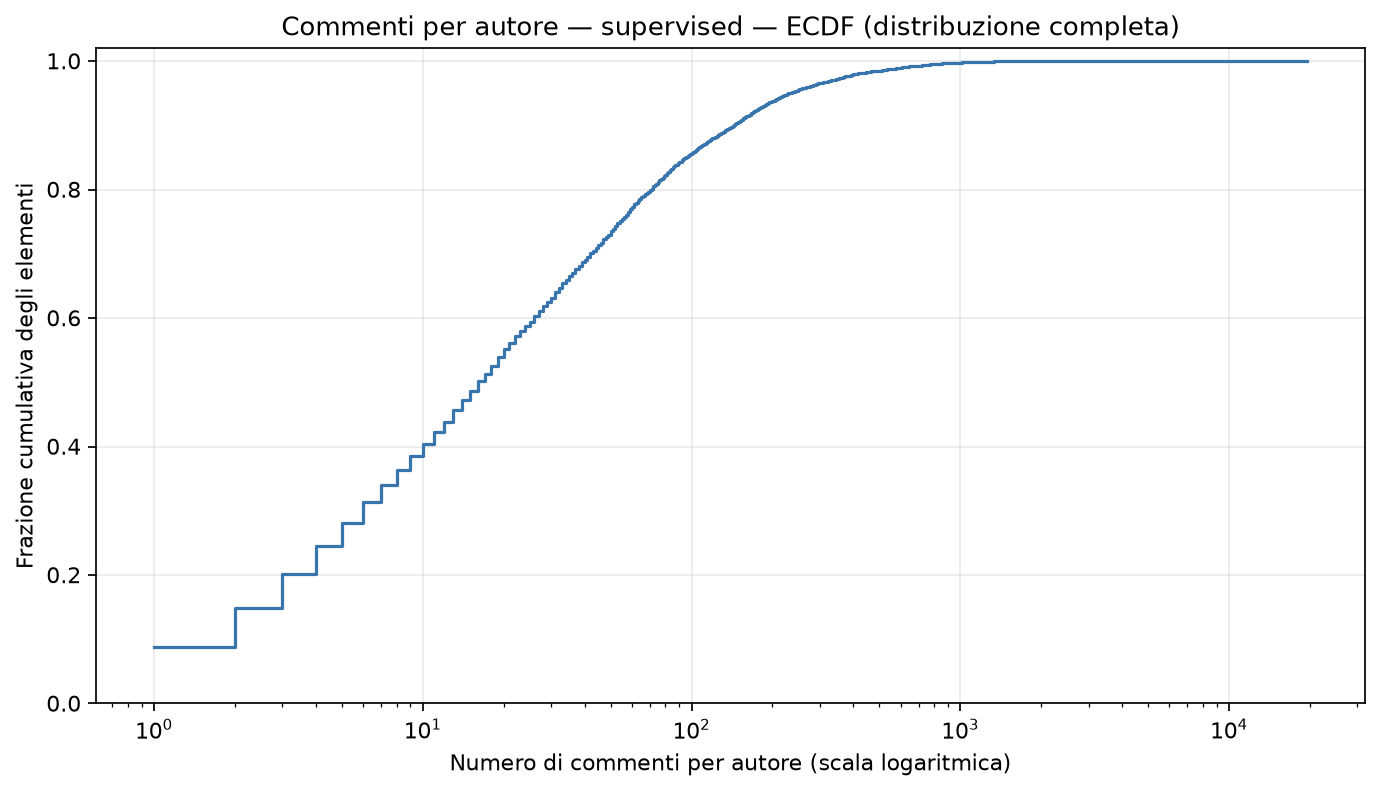 Commenti per autore — supervised — ECDF (distribuzione completa)
Frazione cumulativa degli elementi
1.0
0.8
0.6
0.4
0.2
0.0
10⁰ 10¹ 10² 10³ 10⁴
Numero di commenti per autore (scala logaritmica)